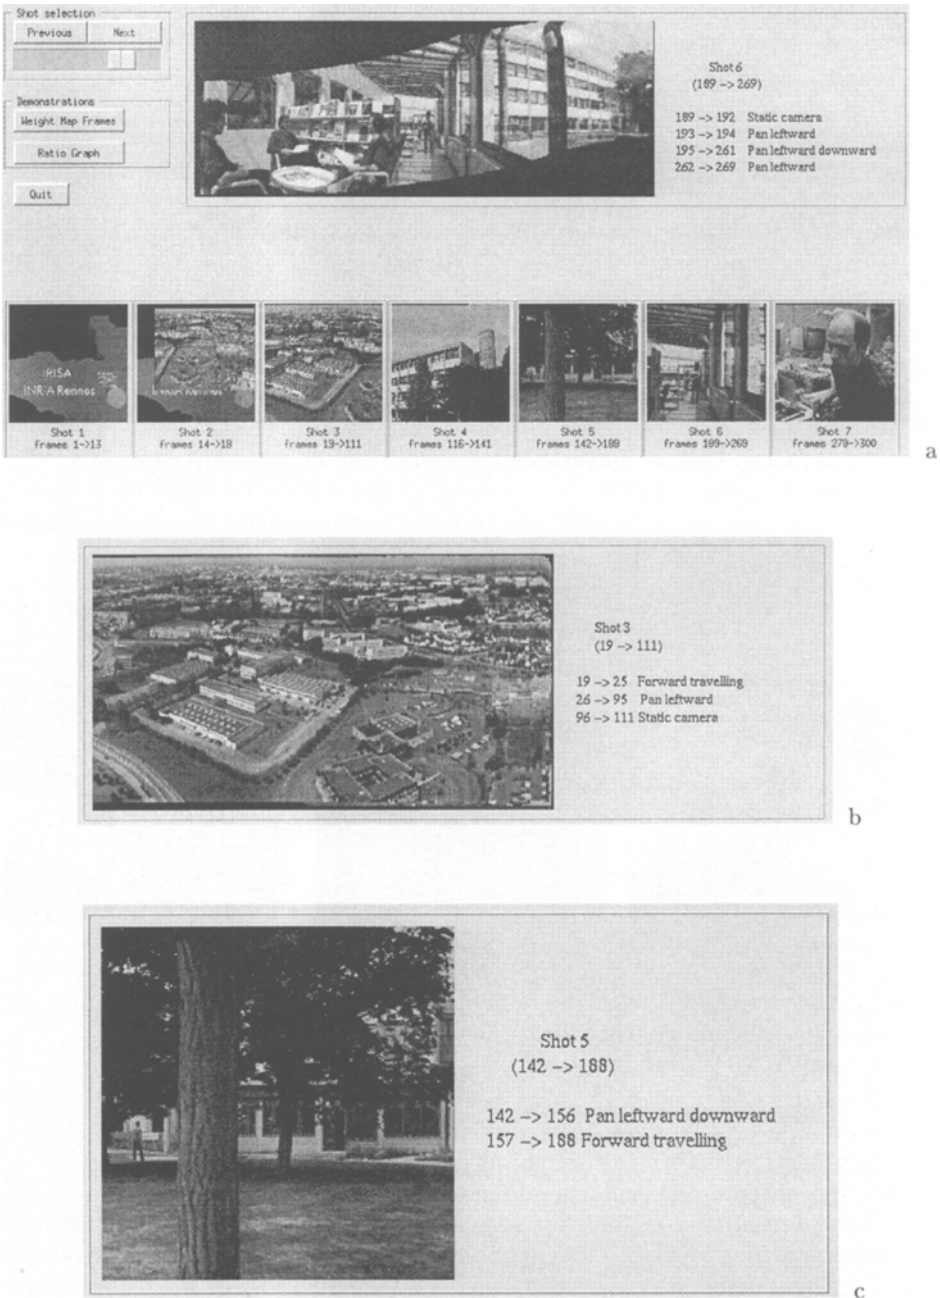 Shot selection
Previous Next
Demonstrations
Weight Map Frames
Ratio Graph
Quit
Shot 6
(189 -> 269)
189 -> 192 Static camera
193 -> 194 Pan leftward
195 -> 261 Pan leftward downward
262 -> 269 Pan leftward
IRISA
INRIA Rennes
Shot 1
frames 1->13
Shot 2
frames 14->18
Shot 3
frames 19->111
Shot 4
frames 116->141
Shot 5
frames 142->188
Shot 6
frames 189->269
Shot 7
frames 279->300
a
Shot 3
(19 -> 111)
19 -> 25 Forward travelling
26 -> 95 Pan leftward
96 -> 111 Static camera
b
Shot 5
(142 -> 188)
142 -> 156 Pan leftward downward
157 -> 188 Forward travelling
c